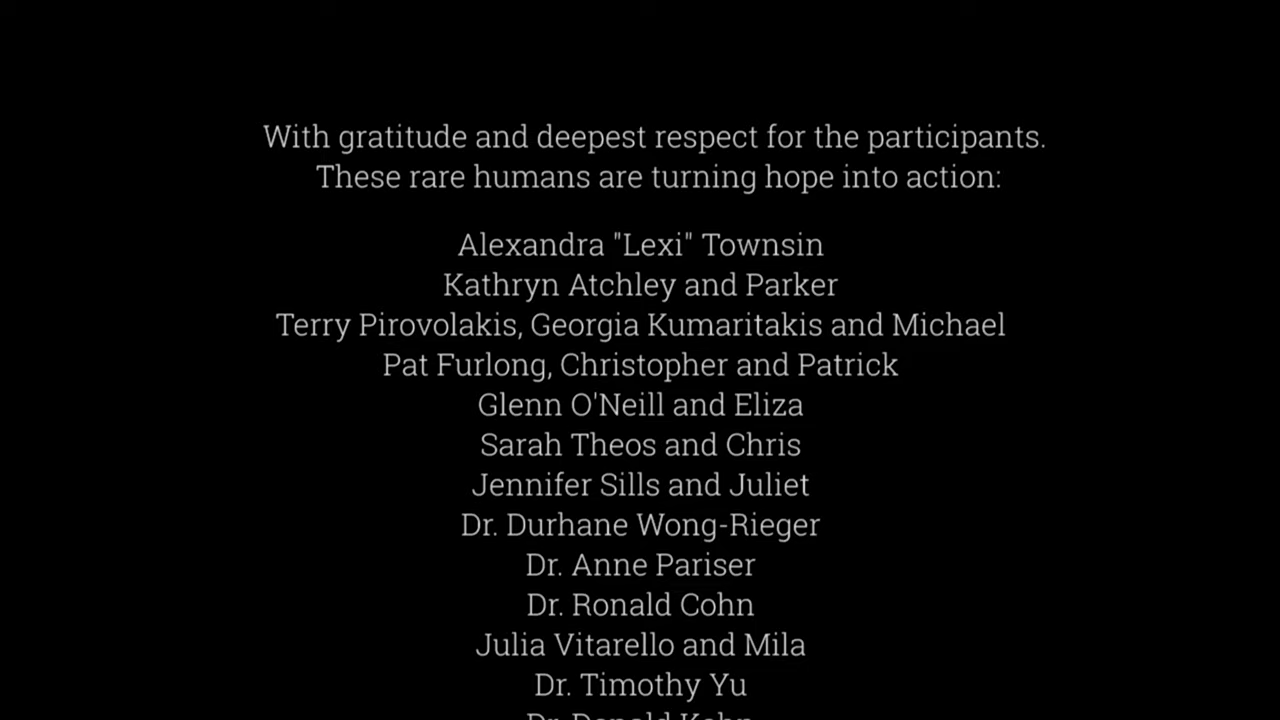 With gratitude and deepest respect for the participants.
These rare humans are turning hope into action:
Alexandra "Lexi" Townsin
Kathryn Atchley and Parker
Terry Pirovolakis, Georgia Kumaritakis and Michael
Pat Furlong, Christopher and Patrick
Glenn O'Neill and Eliza
Sarah Theos and Chris
Jennifer Sills and Juliet
Dr. Durhane Wong-Rieger
Dr. Anne Pariser
Dr. Ronald Cohn
Julia Vitarello and Mila
Dr. Timothy Yu